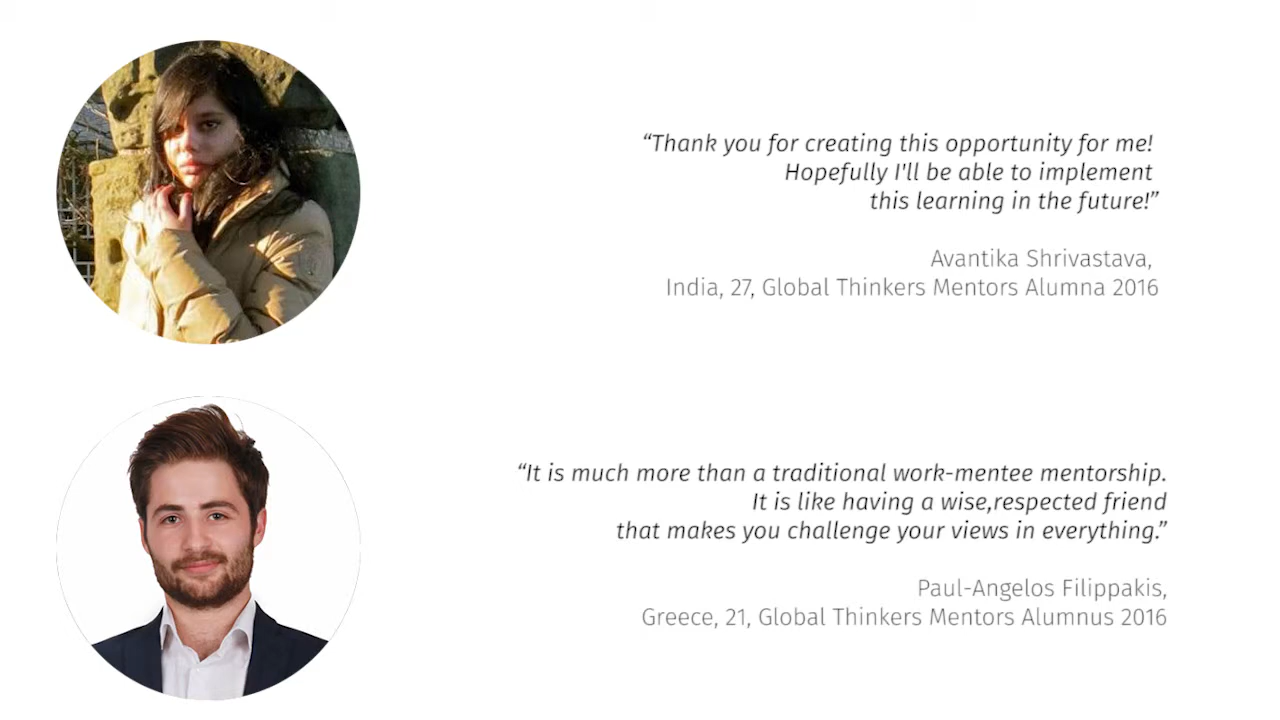 “Thank you for creating this opportunity for me!
Hopefully I'll be able to implement
this learning in the future!”
Avantika Shrivastava,
India, 27, Global Thinkers Mentors Alumna 2016
“It is much more than a traditional work-mentee mentorship.
It is like having a wise,respected friend
that makes you challenge your views in everything.”
Paul-Angelos Filippakis,
Greece, 21, Global Thinkers Mentors Alumnus 2016